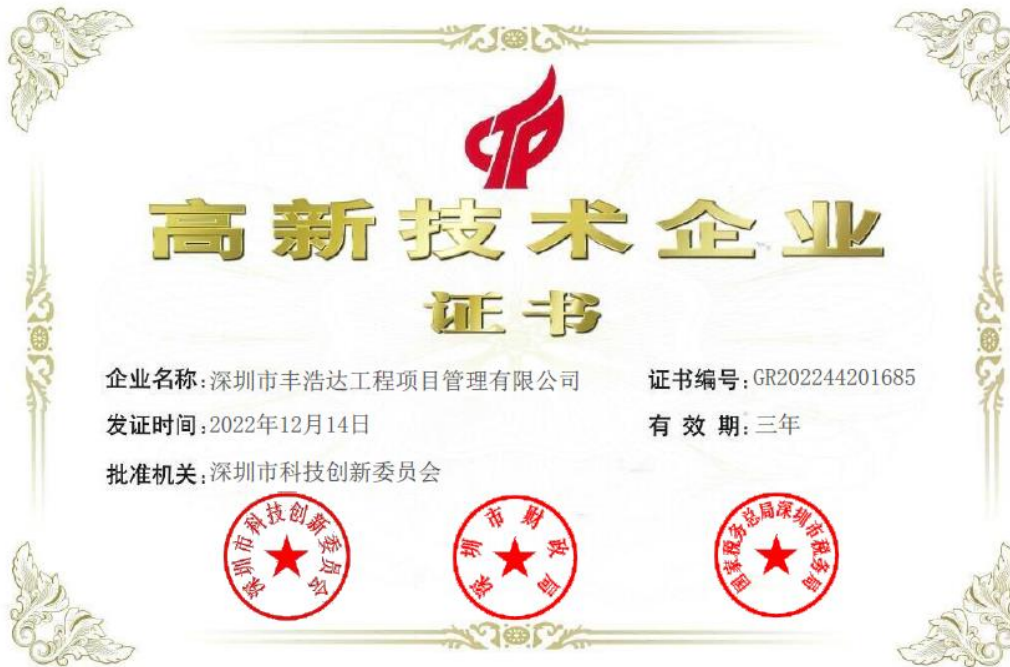 CTP
高新技术企业
证书
企业名称:深圳市丰浩达工程项目管理有限公司
证书编号:GR202244201685
发证时间:2022年12月14日
有 效 期:三年
批准机关:深圳市科技创新委员会
深圳市科技创新委员会
深圳市财政局
国家税务总局深圳市税务局